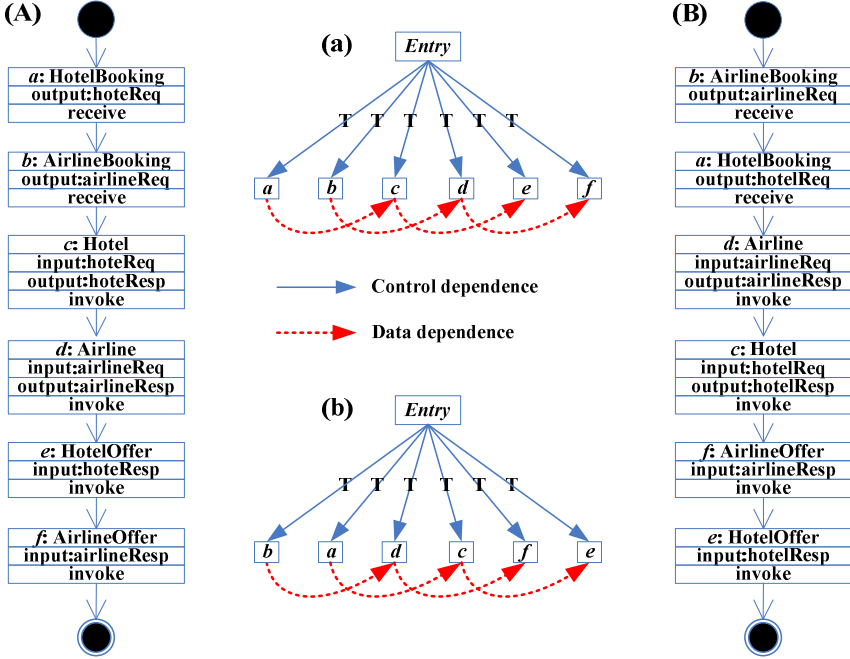 (A)
a: HotelBooking
output:hoteReq
receive
b: AirlineBooking
output:airlineReq
receive
c: Hotel
input:hoteReq
output:hoteResp
invoke
d: Airline
input:airlineReq
output:airlineResp
invoke
e: HotelOffer
input:hoteResp
invoke
f: AirlineOffer
input:airlineResp
invoke
(a)
Entry
T T T T T T
a b c d e f
Control dependence
Data dependence
(b)
Entry
T T T T T T
b a d c f e
(B)
b: AirlineBooking
output:airlineReq
receive
a: HotelBooking
output:hotelReq
receive
d: Airline
input:airlineReq
output:airlineResp
invoke
c: Hotel
input:hotelReq
output:hotelResp
invoke
f: AirlineOffer
input:airlineResp
invoke
e: HotelOffer
input:hotelResp
invoke